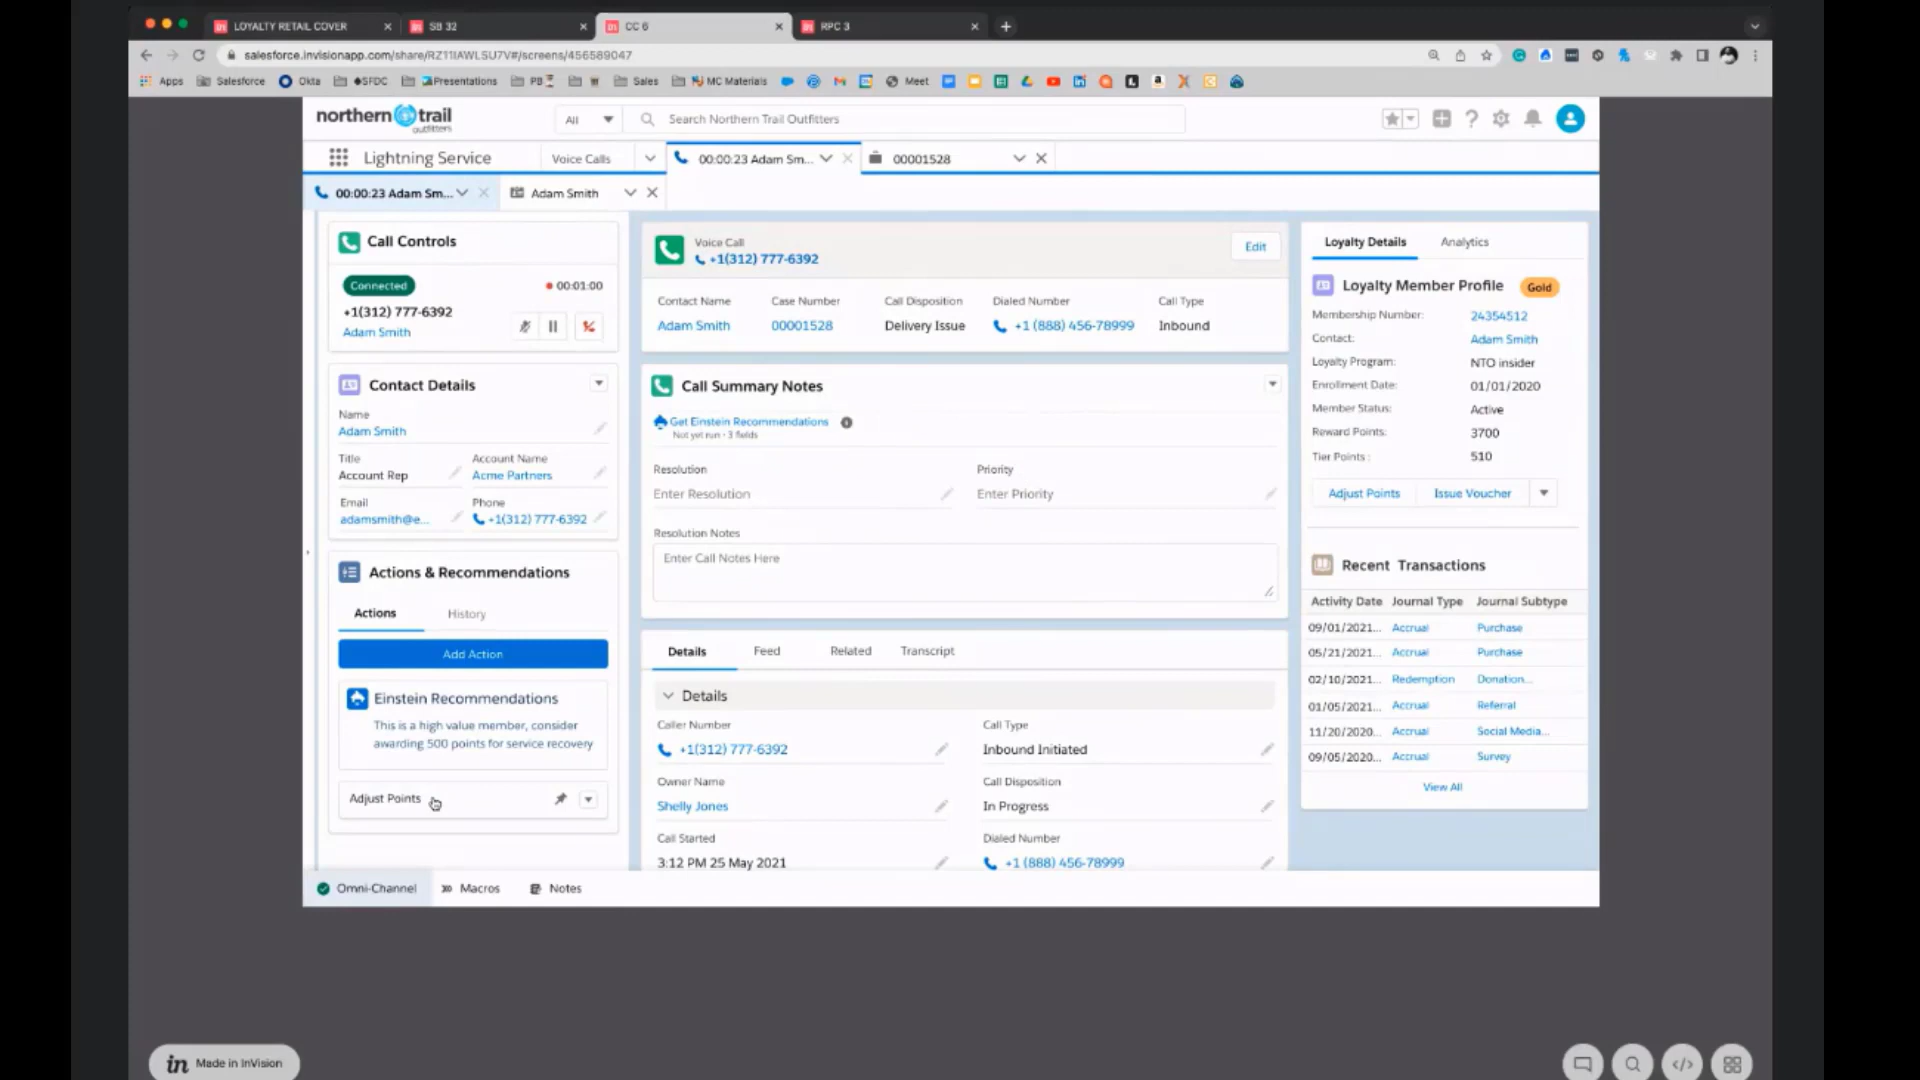 LOYALTY RETAIL COVER
SB 32
CC 6
RPC 3
salesforce.invisionapp.com/share/RZ11IAWLSU7V#/screens/456589047
Apps
Salesforce
Okta
SFDC
Presentations
PB
Sales
MC Materials
Meet
northern trail
outfitters
All
Search Northern Trail Outfitters
Lightning Service
Voice Calls
00:00:23 Adam Sm...
00001528
00:00:23 Adam Sm...
Adam Smith
Call Controls
Connected
00:01:00
+1(312) 777-6392
Adam Smith
Contact Details
Name
Adam Smith
Title
Account Name
Account Rep
Acme Partners
Email
Phone
adamsmith@e...
+1(312) 777-6392
Actions & Recommendations
Actions
History
Add Action
Einstein Recommendations
This is a high value member, consider
awarding 500 points for service recovery
Adjust Points
Voice Call
+1(312) 777-6392
Edit
Contact Name
Case Number
Call Disposition
Dialed Number
Call Type
Adam Smith
00001528
Delivery Issue
+1 (888) 456-78999
Inbound
Call Summary Notes
Get Einstein Recommendations
Not yet run • 3 fields
Resolution
Priority
Enter Resolution
Enter Priority
Resolution Notes
Enter Call Notes Here
Details
Feed
Related
Transcript
Details
Caller Number
Call Type
+1(312) 777-6392
Inbound Initiated
Owner Name
Call Disposition
Shelly Jones
In Progress
Call Started
Dialed Number
3:12 PM 25 May 2021
+1 (888) 456-78999
Loyalty Details
Analytics
Loyalty Member Profile
Gold
Membership Number:
24354512
Contact:
Adam Smith
Loyalty Program:
NTO insider
Enrollment Date:
01/01/2020
Member Status:
Active
Reward Points:
3700
Tier Points :
510
Adjust Points
Issue Voucher
Recent Transactions
Activity Date Journal Type Journal Subtype
09/01/2021... Accrual Purchase
05/21/2021... Accrual Purchase
02/10/2021... Redemption Donation...
01/05/2021... Accrual Referral
11/20/2020... Accrual Social Media...
09/05/2020... Accrual Survey
View All
Omni-Channel
Macros
Notes
in Made in InVision